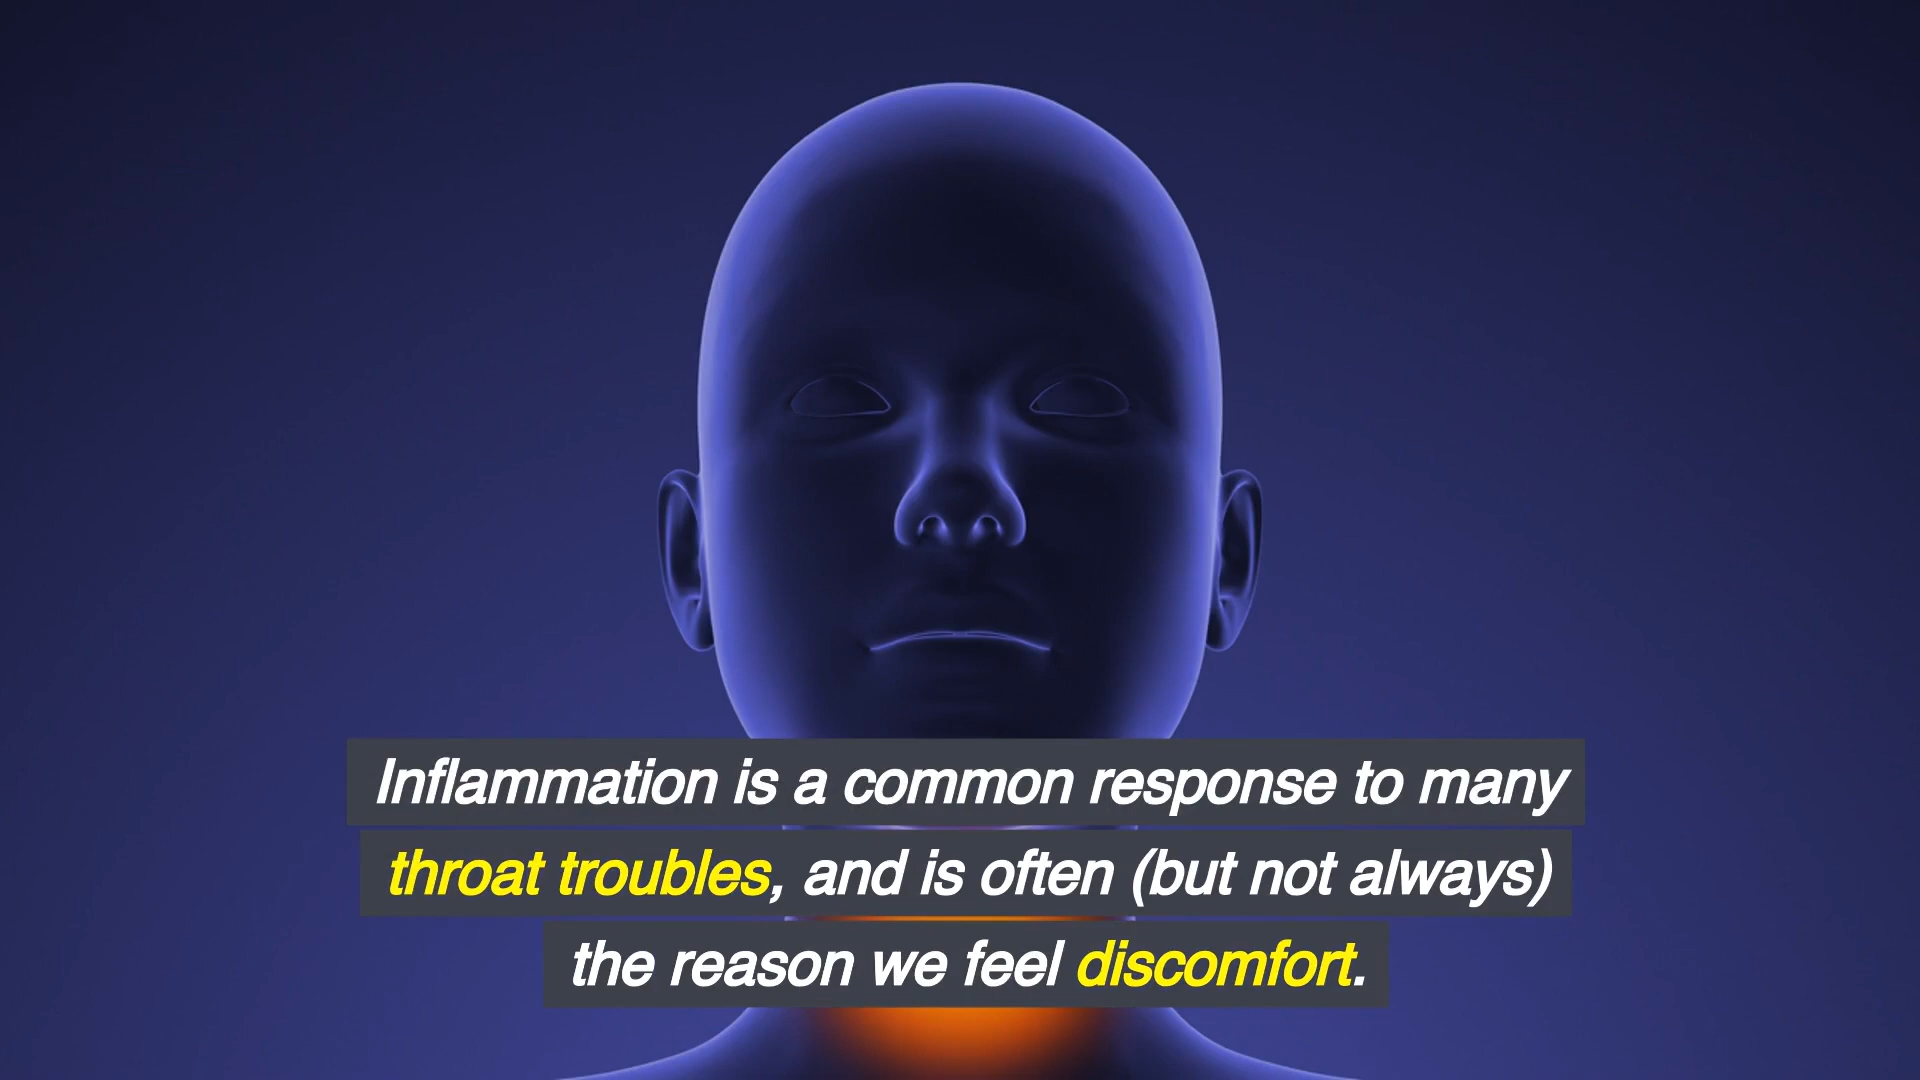 Inflammation is a common response to many
throat troubles, and is often (but not always)
the reason we feel discomfort.